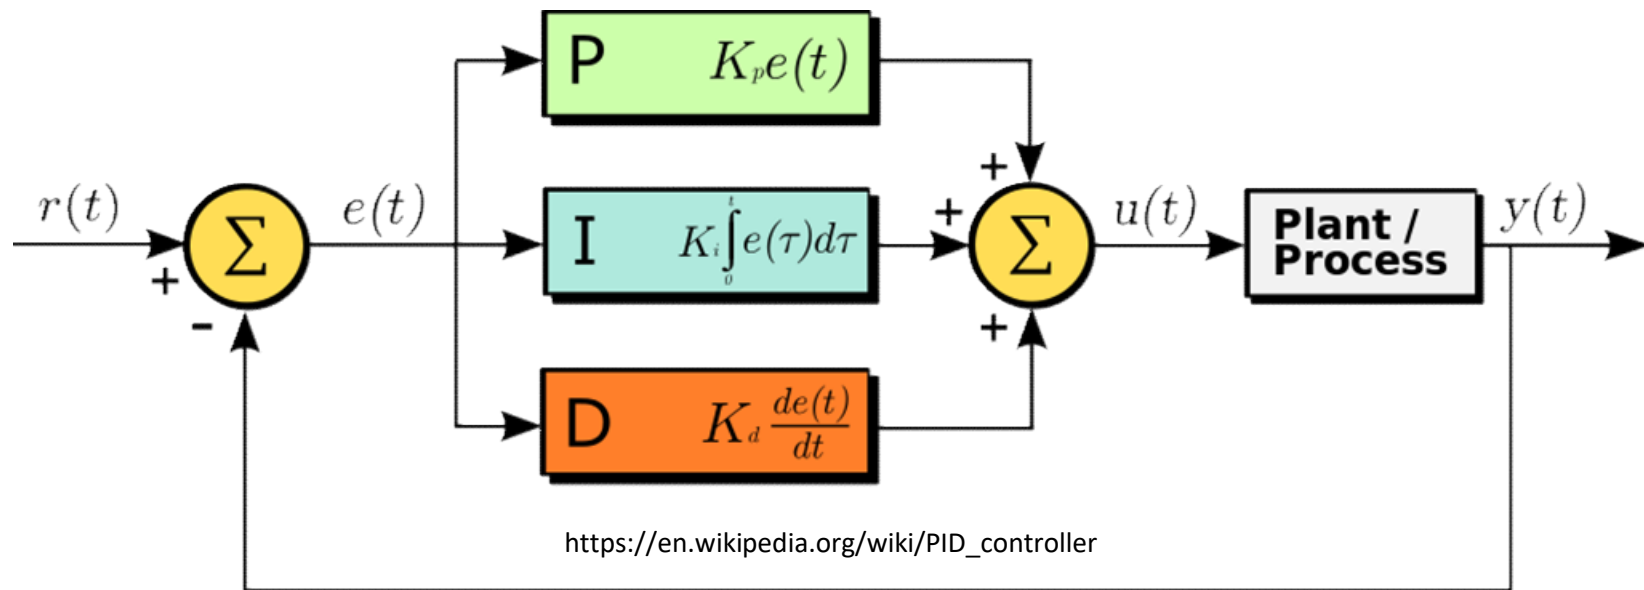 P K_p e(t)
r(t)
+
-
Σ
e(t)
I K_i ∫_0^t e(τ)dτ
D K_d de(t)/dt
+
+
+
Σ
u(t)
Plant /
Process
y(t)
https://en.wikipedia.org/wiki/PID_controller